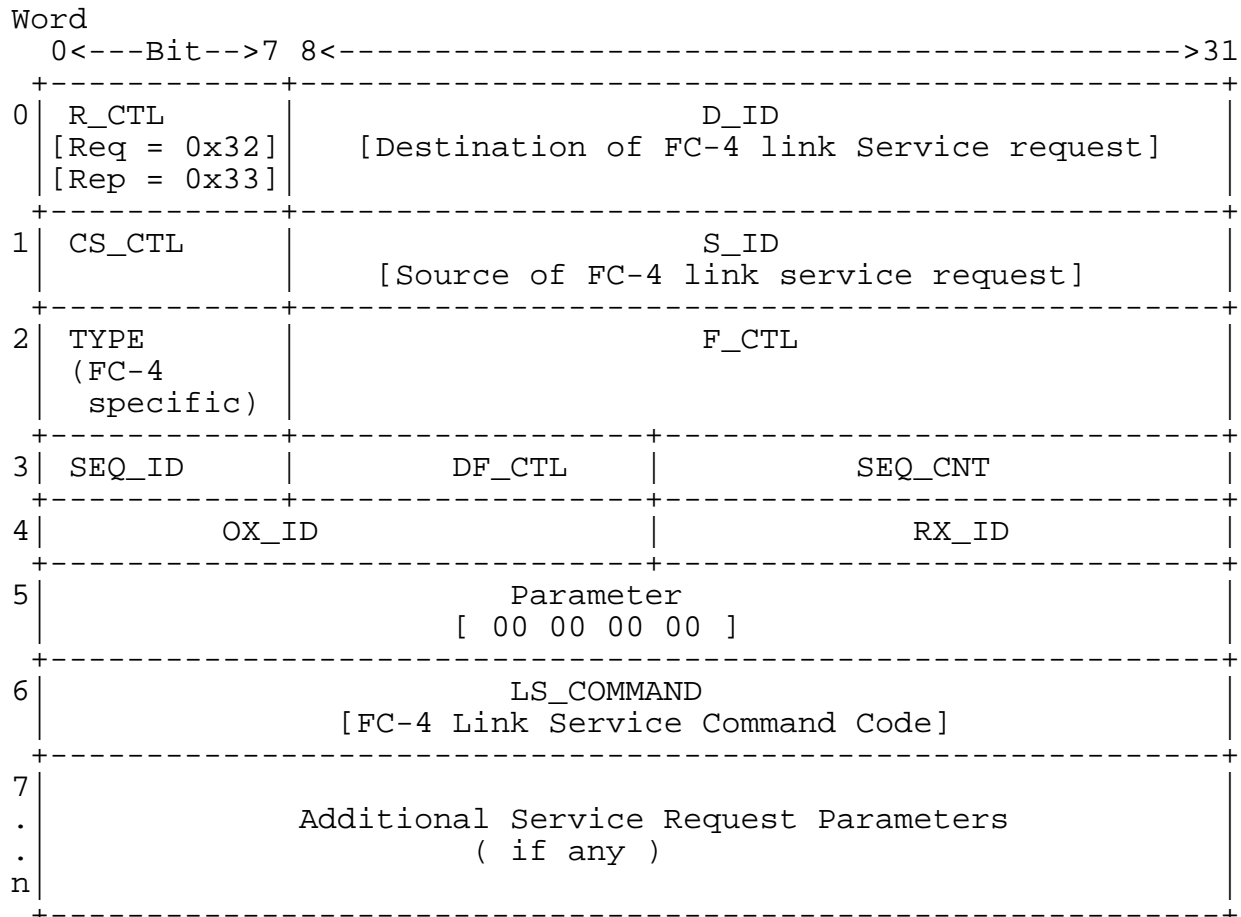 Word
0<---Bit-->7 8<-------------------------------------------->31
+------------+------------------------------------------------+
0| R_CTL | D_ID |
|[Req = 0x32]| [Destination of FC-4 link Service request] |
|[Rep = 0x33]| |
+------------+------------------------------------------------+
1| CS_CTL | S_ID |
| | [Source of FC-4 link service request] |
+------------+------------------------------------------------+
2| TYPE | F_CTL |
| (FC-4 | |
| specific) | |
+------------+------------------+-----------------------------+
3| SEQ_ID | DF_CTL | SEQ_CNT |
+------------+------------------+-----------------------------+
4| OX_ID | RX_ID |
+-------------------------------+-----------------------------+
5| Parameter |
| [ 00 00 00 00 ] |
+-------------------------------------------------------------+
6| LS_COMMAND |
| [FC-4 Link Service Command Code] |
+-------------------------------------------------------------+
7| |
.| Additional Service Request Parameters |
.| ( if any ) |
n| |
+-------------------------------------------------------------+